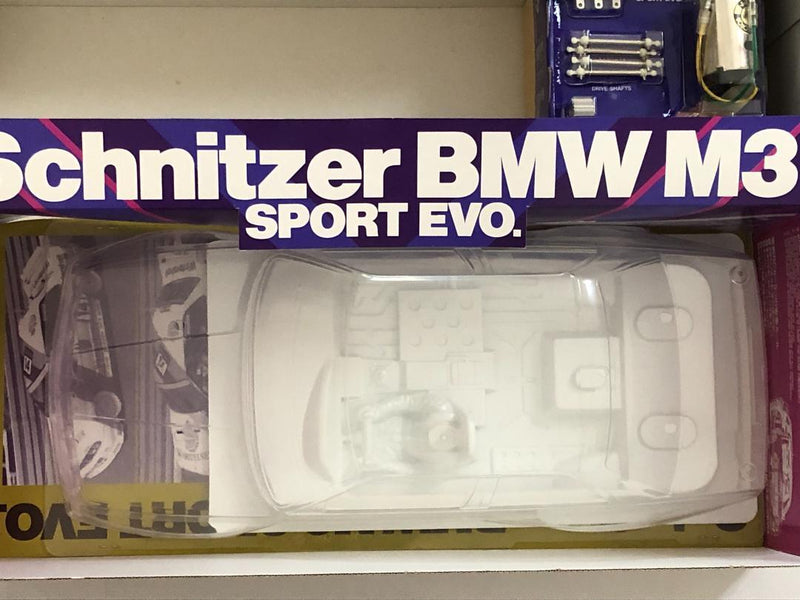 DRIVE SHAFTS
Schnitzer BMW M3
SPORT EVO.